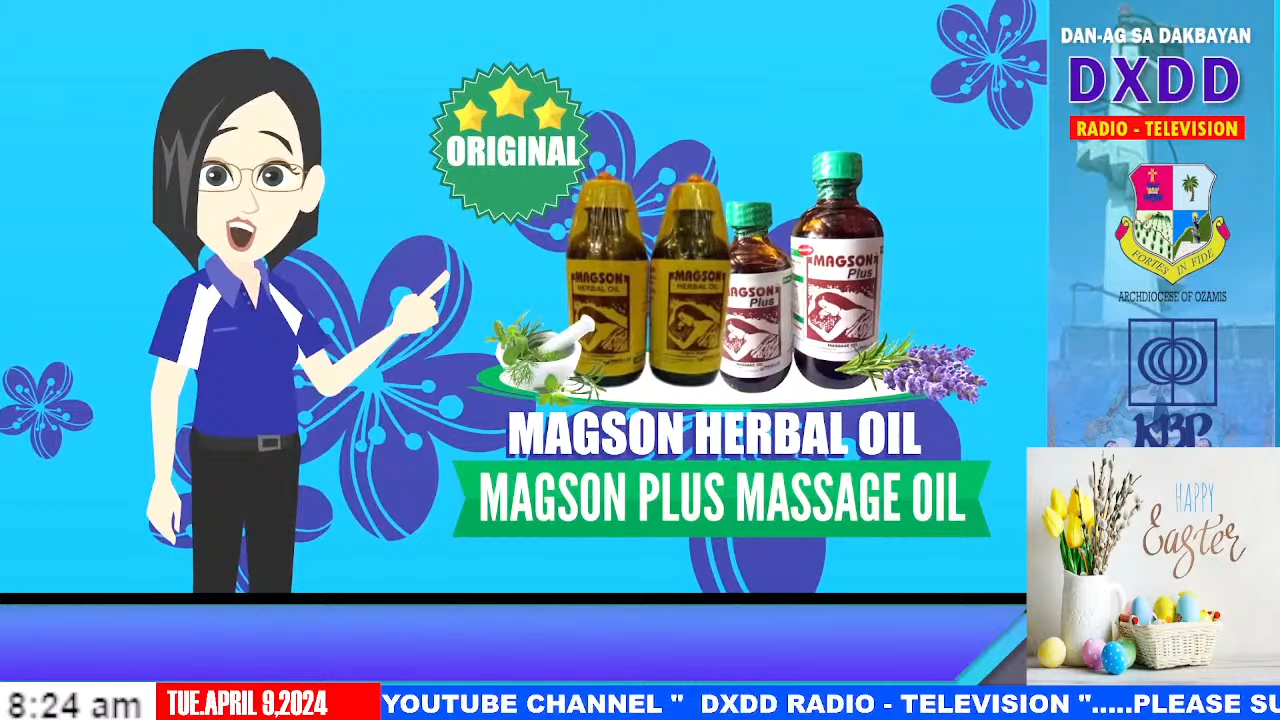 DAN-AG SA DAKBAYAN
DXDD
RADIO - TELEVISION
FORTES IN FIDE
ARCHDIOCESE OF OZAMIS
KBP
ORIGINAL
MAGSON
HERBAL OIL
MAGSON
HERBAL OIL
MAGSON
Plus
MASSAGE OIL
MAGSON
Plus
MASSAGE OIL
MAGSON HERBAL OIL
MAGSON PLUS MASSAGE OIL
HAPPY
Easter
8:24 am
TUE.APRIL 9,2024
YOUTUBE CHANNEL " DXDD RADIO - TELEVISION ".....PLEASE SU